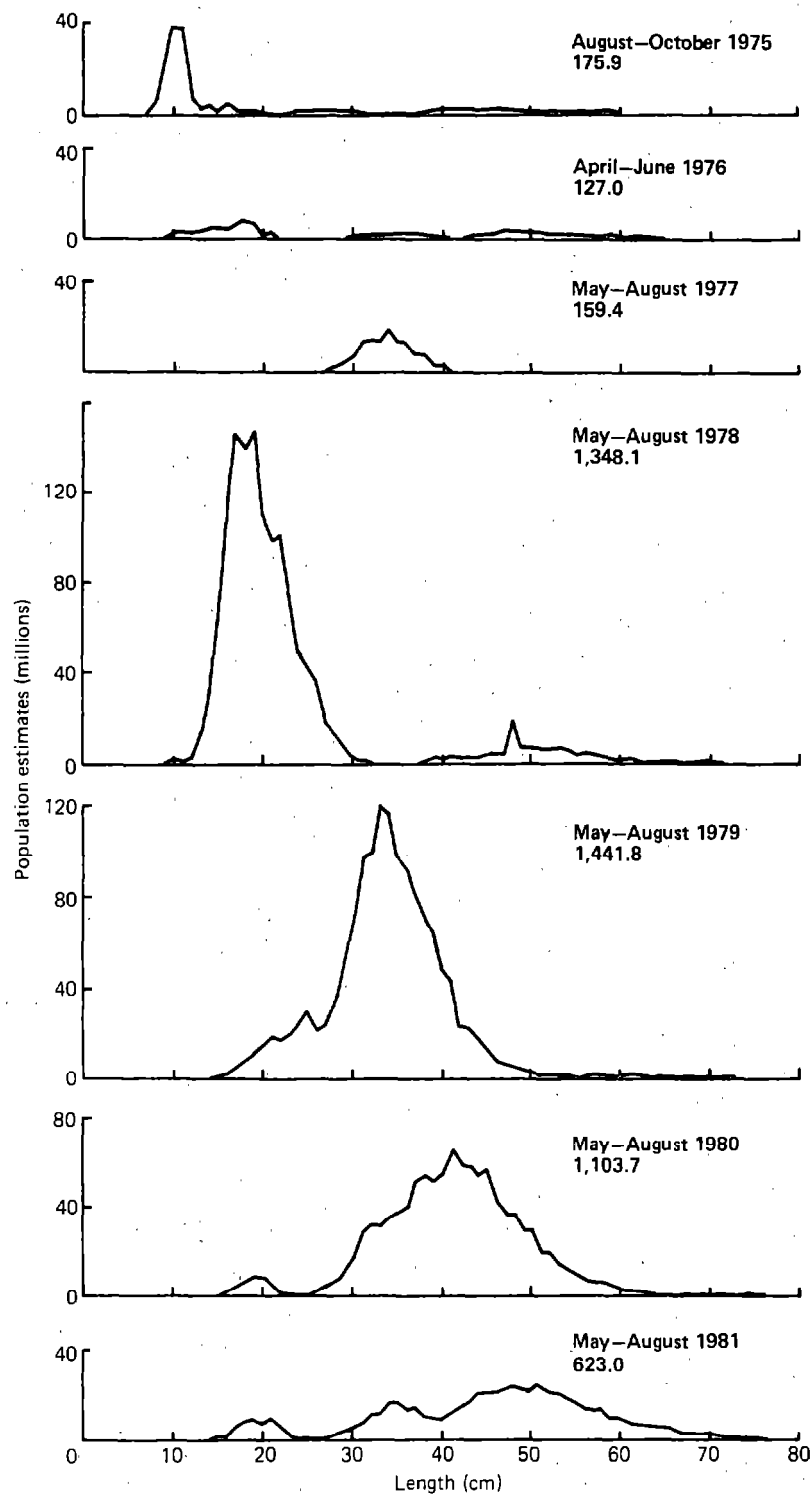 40
0
August–October 1975
175.9
40
0
April–June 1976
127.0
40
May–August 1977
159.4
120
80
40
0
May–August 1978
1,348.1
Population estimates (millions)
120
80
40
0
May–August 1979
1,441.8
80
40
0
May–August 1980
1,103.7
40
0
May–August 1981
623.0
10 20 30 40 50 60 70 80
Length (cm)